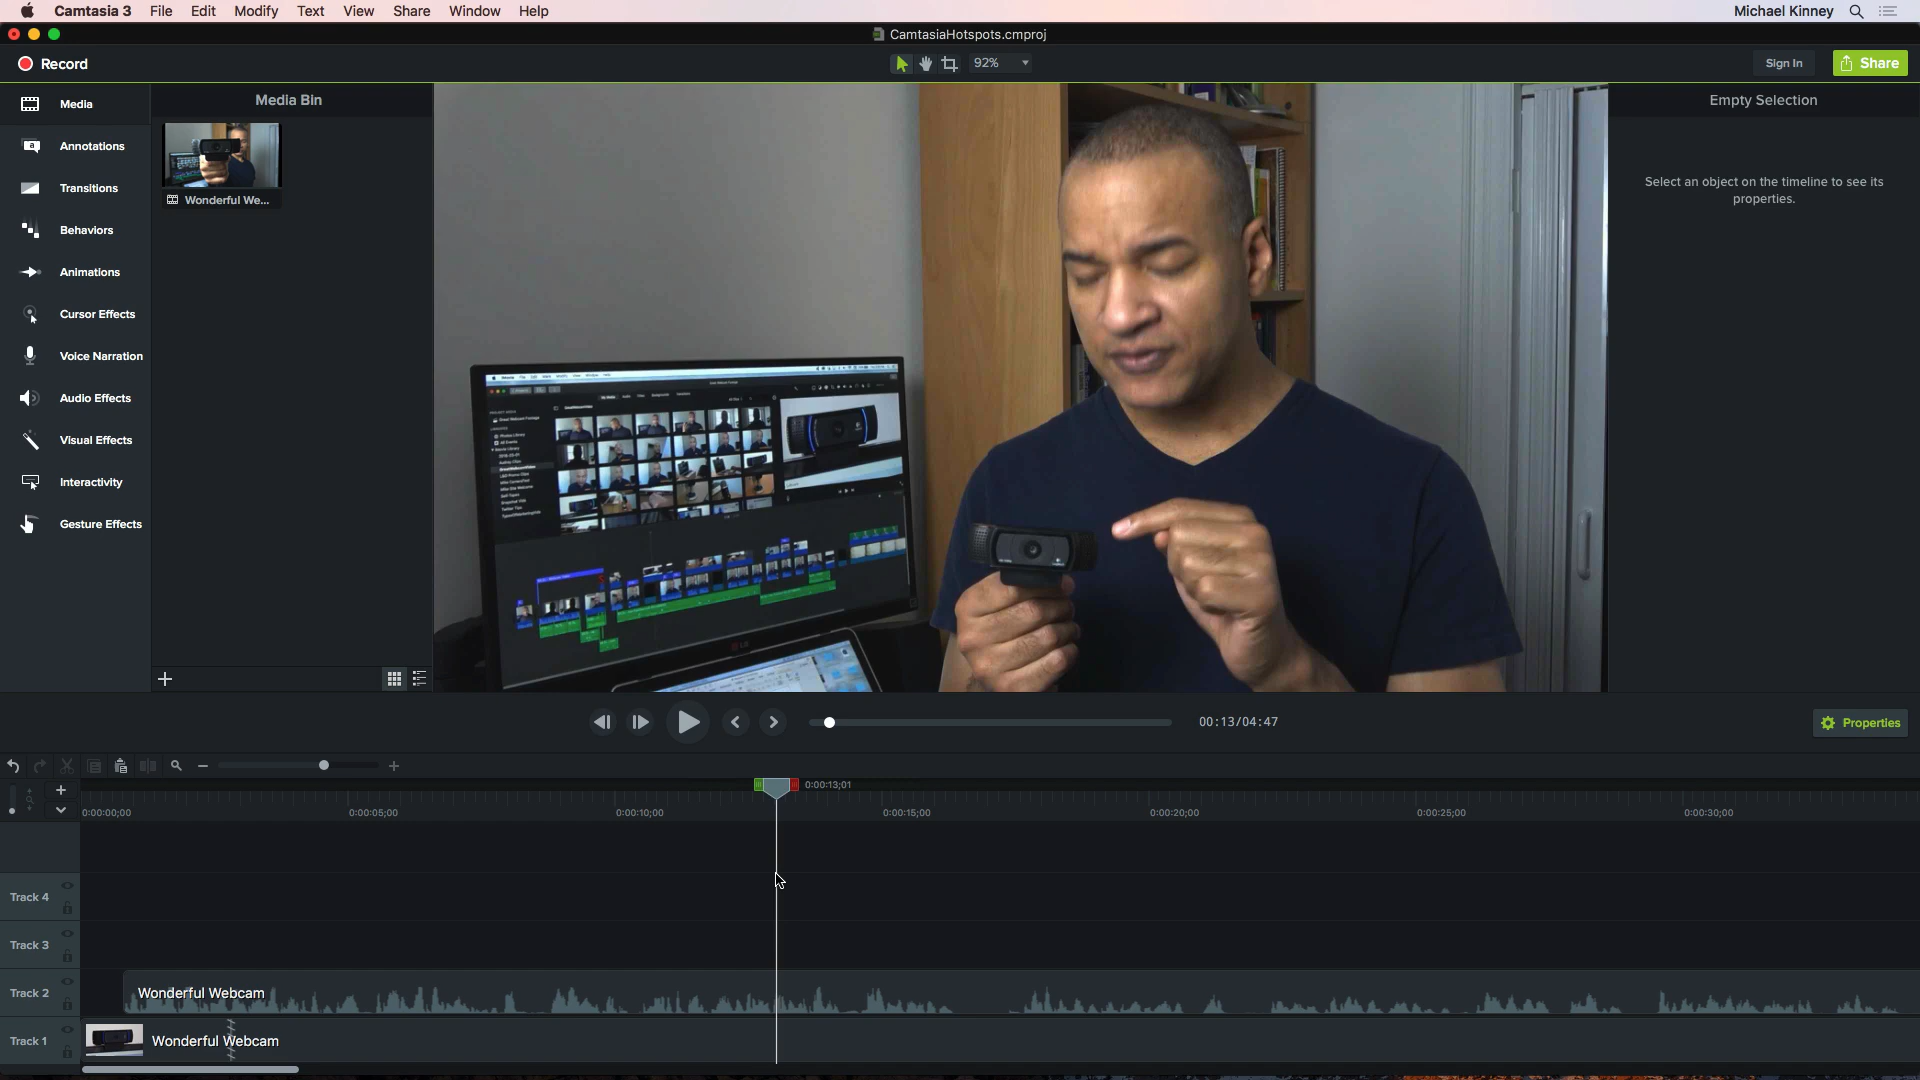 Camtasia 3 File Edit Modify Text View Share Window Help Michael Kinney
CamtasiaHotspots.cmproj
Record 92% Sign In Share
Media
Annotations
Transitions
Behaviors
Animations
Cursor Effects
Voice Narration
Audio Effects
Visual Effects
Interactivity
Gesture Effects
Media Bin
Wonderful We...
Empty Selection
Select an object on the timeline to see its
properties.
00:13/04:47
Properties
0:00:13;01
0:00:00;00 0:00:05;00 0:00:10;00 0:00:15;00 0:00:20;00 0:00:25;00 0:00:30;00
Track 4
Track 3
Track 2 Wonderful Webcam
Track 1 Wonderful Webcam